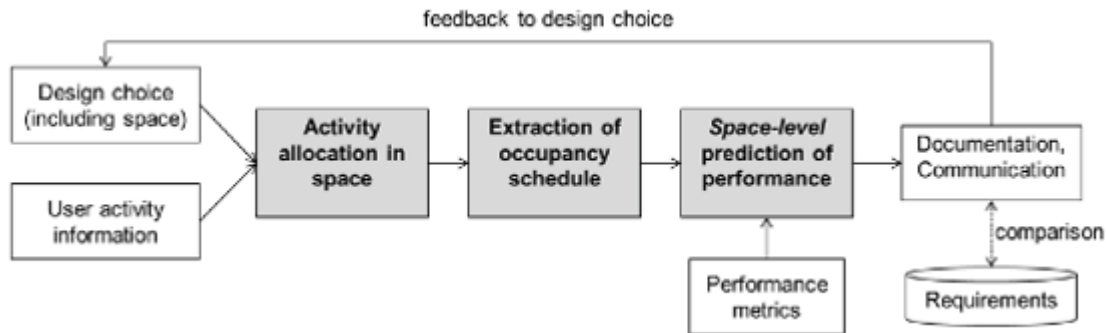 feedback to design choice
Design choice
(including space)
User activity
information
Activity
allocation in
space
Extraction of
occupancy
schedule
Space-level
prediction of
performance
Performance
metrics
Documentation,
Communication
comparison
Requirements